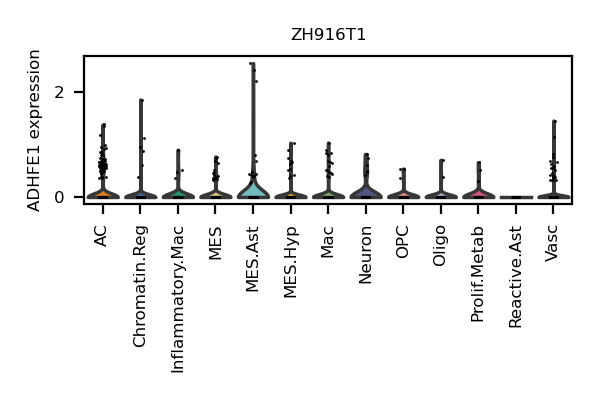 ZH916T1
ADHFE1 expression
2
0
AC
Chromatin.Reg
Inflammatory.Mac
MES
MES.Ast
MES.Hyp
Mac
Neuron
OPC
Oligo
Prolif.Metab
Reactive.Ast
Vasc